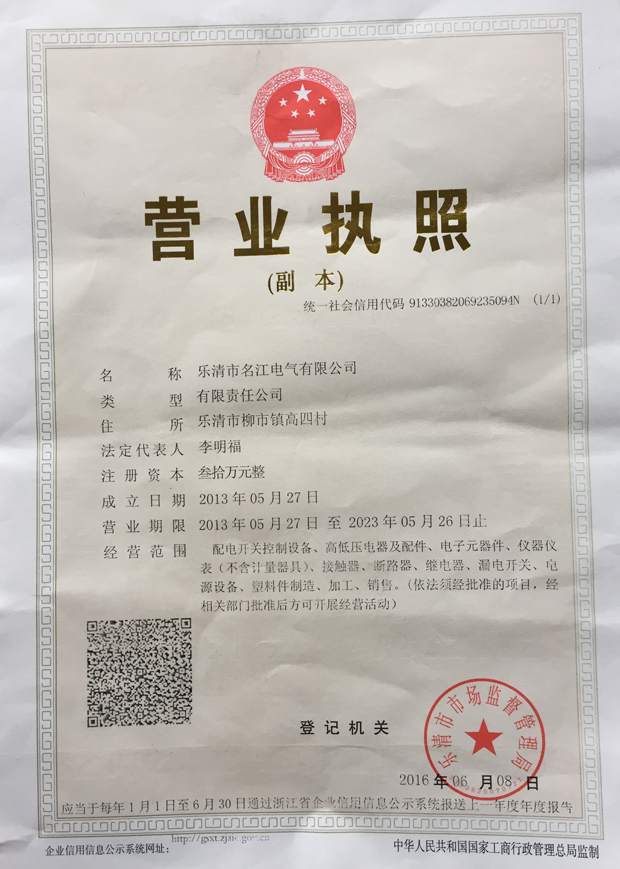 营业执照
(副 本)
统一社会信用代码 91330382069235094N (1/1)
名 称 乐清市名江电气有限公司
类 型 有限责任公司
住 所 乐清市柳市镇高四村
法定代表人 李明福
注册资本 叁拾万元整
成立日期 2013年05月27日
营业期限 2013年05月27日 至 2023年05月26日止
经营范围 配电开关控制设备、高低压电器及配件、电子元器件、仪器仪
表(不含计量器具)、接触器、断路器、继电器、漏电开关、电
源设备、塑料件制造、加工、销售。(依法须经批准的项目,经
相关部门批准后方可开展经营活动)
乐清市市场监督管理局
登记机关
2016年06月08日
应当于每年1月1日至6月30日通过浙江省企业信用信息公示系统报送上一年度年度报告
http://gsxt.zjaic.gov.cn
企业信用信息公示系统网址:
中华人民共和国国家工商行政管理总局监制